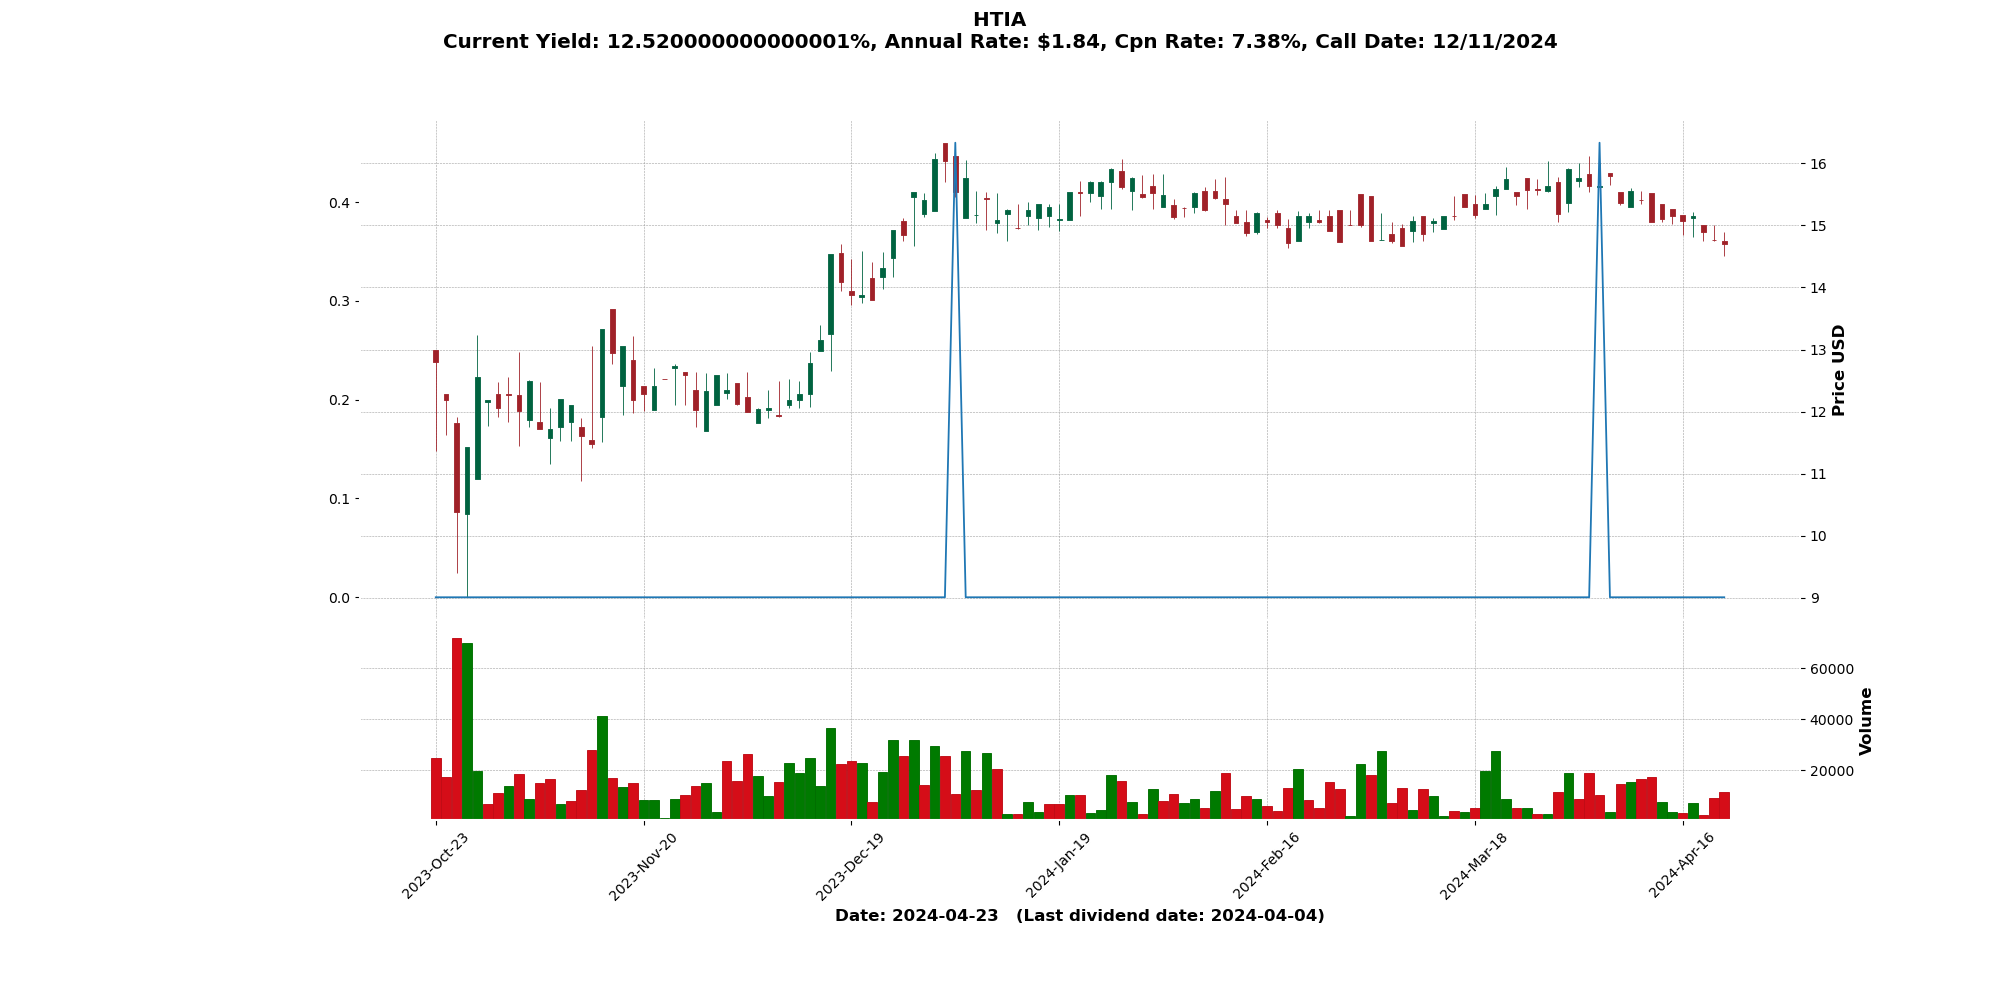 HTIA
Current Yield: 12.520000000000001%, Annual Rate: $1.84, Cpn Rate: 7.38%, Call Date: 12/11/2024
0.4
0.3
0.2
0.1
0.0
16
15
14
13
12
11
10
9
Price USD
60000
40000
20000
Volume
2023-Oct-23
2023-Nov-20
2023-Dec-19
2024-Jan-19
2024-Feb-16
2024-Mar-18
2024-Apr-16
Date: 2024-04-23 (Last dividend date: 2024-04-04)